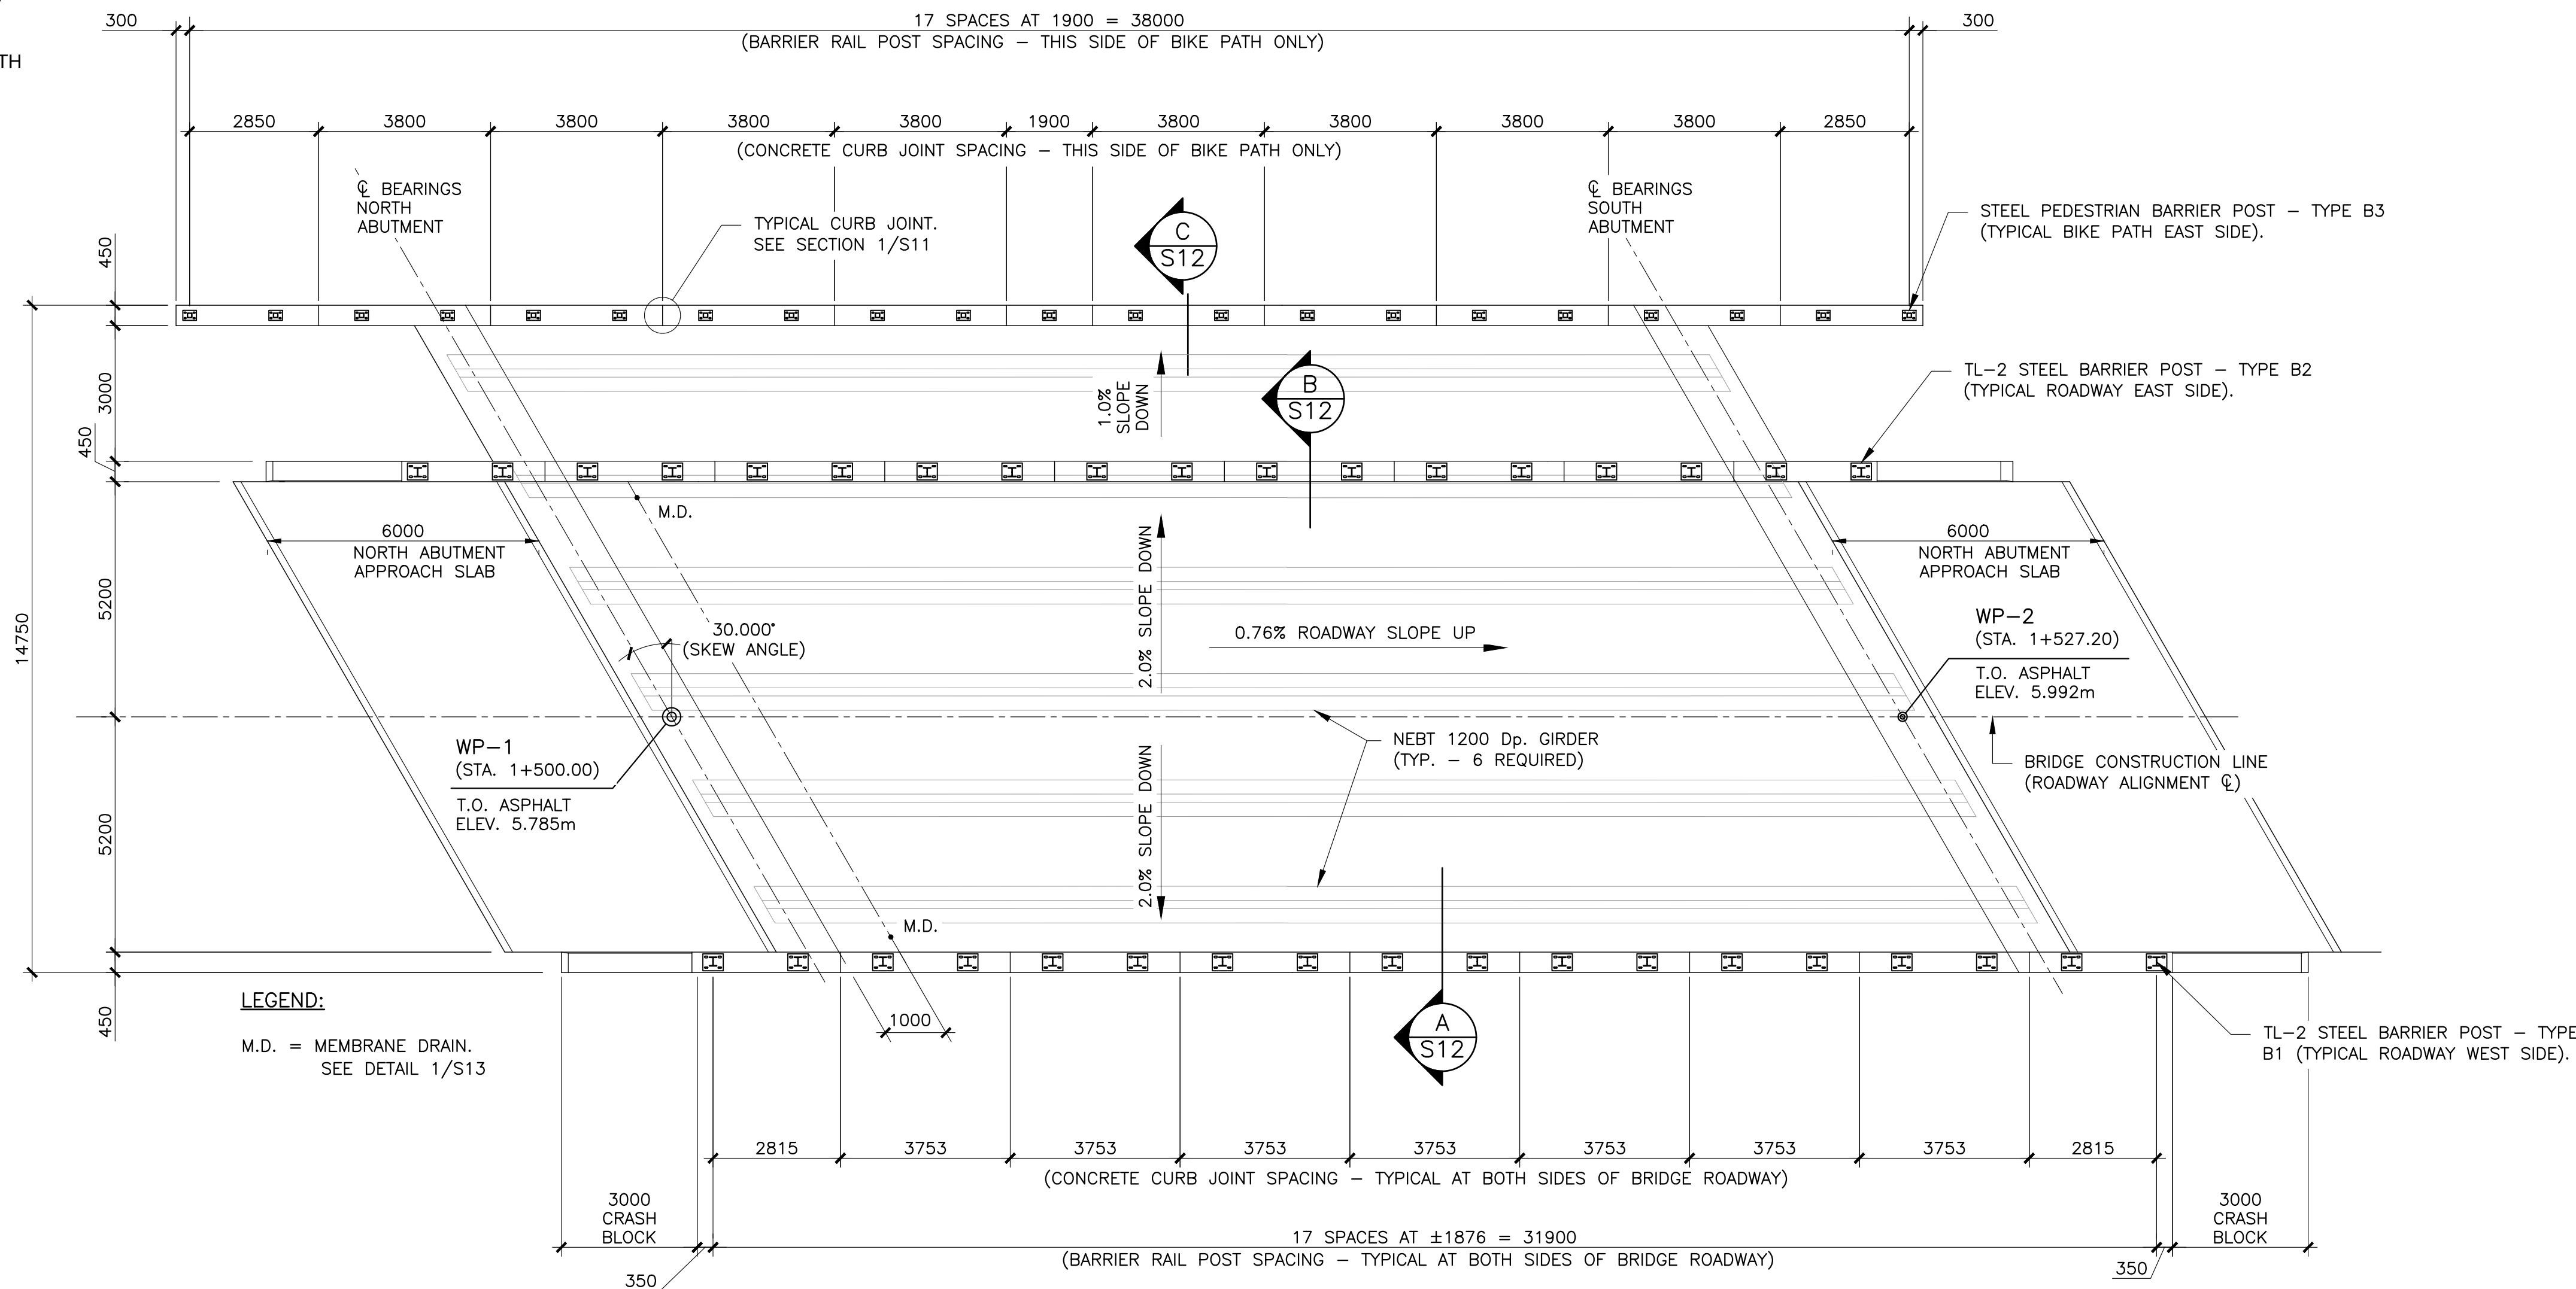 300
17 SPACES AT 1900 = 38000
300
(BARRIER RAIL POST SPACING – THIS SIDE OF BIKE PATH ONLY)
TH
2850
3800
3800
3800
3800
1900
3800
3800
3800
3800
2850
(CONCRETE CURB JOINT SPACING – THIS SIDE OF BIKE PATH ONLY)
℄ BEARINGS
NORTH
ABUTMENT
TYPICAL CURB JOINT.
SEE SECTION 1/S11
C
S12
℄ BEARINGS
SOUTH
ABUTMENT
STEEL PEDESTRIAN BARRIER POST – TYPE B3
(TYPICAL BIKE PATH EAST SIDE).
450
3000
450
5200
14750
5200
450
1.0%
SLOPE
DOWN
B
S12
TL–2 STEEL BARRIER POST – TYPE B2
(TYPICAL ROADWAY EAST SIDE).
M.D.
6000
NORTH ABUTMENT
APPROACH SLAB
2.0% SLOPE DOWN
6000
NORTH ABUTMENT
APPROACH SLAB
30.000°
(SKEW ANGLE)
0.76% ROADWAY SLOPE UP
WP–2
(STA. 1+527.20)
T.O. ASPHALT
ELEV. 5.992m
WP–1
(STA. 1+500.00)
T.O. ASPHALT
ELEV. 5.785m
NEBT 1200 Dp. GIRDER
(TYP. – 6 REQUIRED)
BRIDGE CONSTRUCTION LINE
(ROADWAY ALIGNMENT ℄)
2.0% SLOPE DOWN
M.D.
LEGEND:
M.D. = MEMBRANE DRAIN.
SEE DETAIL 1/S13
1000
A
S12
TL–2 STEEL BARRIER POST – TYPE
B1 (TYPICAL ROADWAY WEST SIDE).
2815
3753
3753
3753
3753
3753
3753
3753
2815
(CONCRETE CURB JOINT SPACING – TYPICAL AT BOTH SIDES OF BRIDGE ROADWAY)
3000
CRASH
BLOCK
17 SPACES AT ±1876 = 31900
(BARRIER RAIL POST SPACING – TYPICAL AT BOTH SIDES OF BRIDGE ROADWAY)
3000
CRASH
BLOCK
350
350